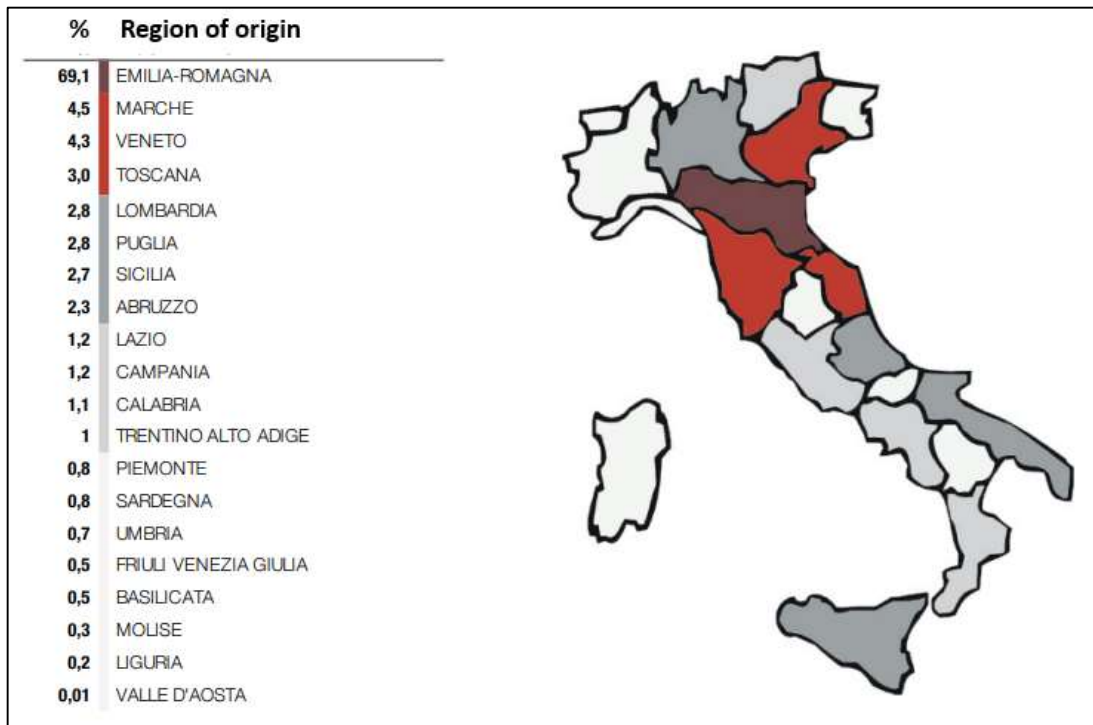 % Region of origin
69,1 EMILIA-ROMAGNA
4,5 MARCHE
4,3 VENETO
3,0 TOSCANA
2,8 LOMBARDIA
2,8 PUGLIA
2,7 SICILIA
2,3 ABRUZZO
1,2 LAZIO
1,2 CAMPANIA
1,1 CALABRIA
1 TRENTINO ALTO ADIGE
0,8 PIEMONTE
0,8 SARDEGNA
0,7 UMBRIA
0,5 FRIULI VENEZIA GIULIA
0,5 BASILICATA
0,3 MOLISE
0,2 LIGURIA
0,01 VALLE D'AOSTA